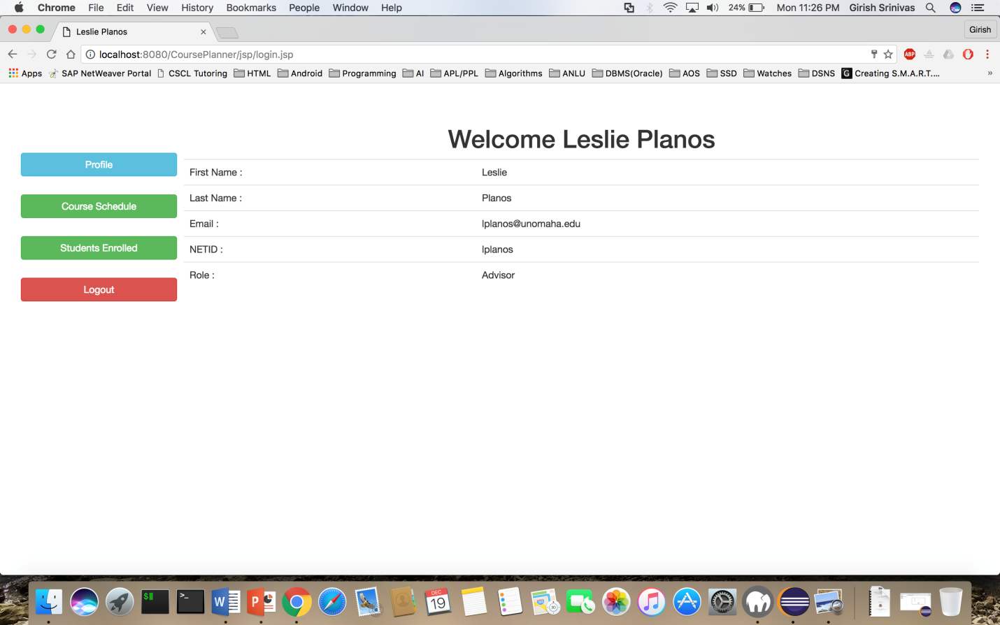 Chrome File Edit View History Bookmarks People Window Help 24% Mon 11:26 PM Girish Srinivas
Leslie Planos Girish
localhost:8080/CoursePlanner/jsp/login.jsp ABP
Apps SAP NetWeaver Portal CSCL Tutoring HTML Android Programming AI APL/PPL Algorithms ANLU DBMS(Oracle) AOS SSD Watches DSNS G Creating S.M.A.R.T.... »
Welcome Leslie Planos
Profile
Course Schedule
Students Enrolled
Logout
First Name : Leslie
Last Name : Planos
Email : lplanos@unomaha.edu
NETID : lplanos
Role : Advisor
$ >_ W P DEC
19